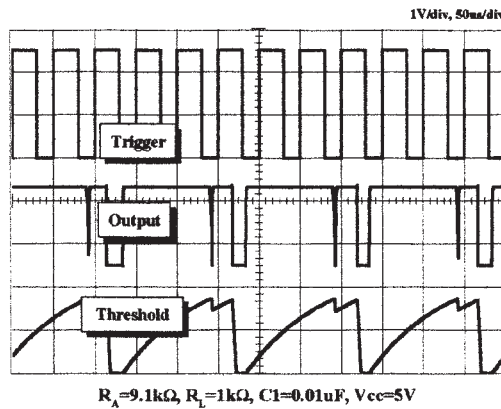 1V/div, 50us/div
Trigger
Output
Threshold
R_A=9.1kΩ, R_L=1kΩ, C1=0.01uF, Vcc=5V